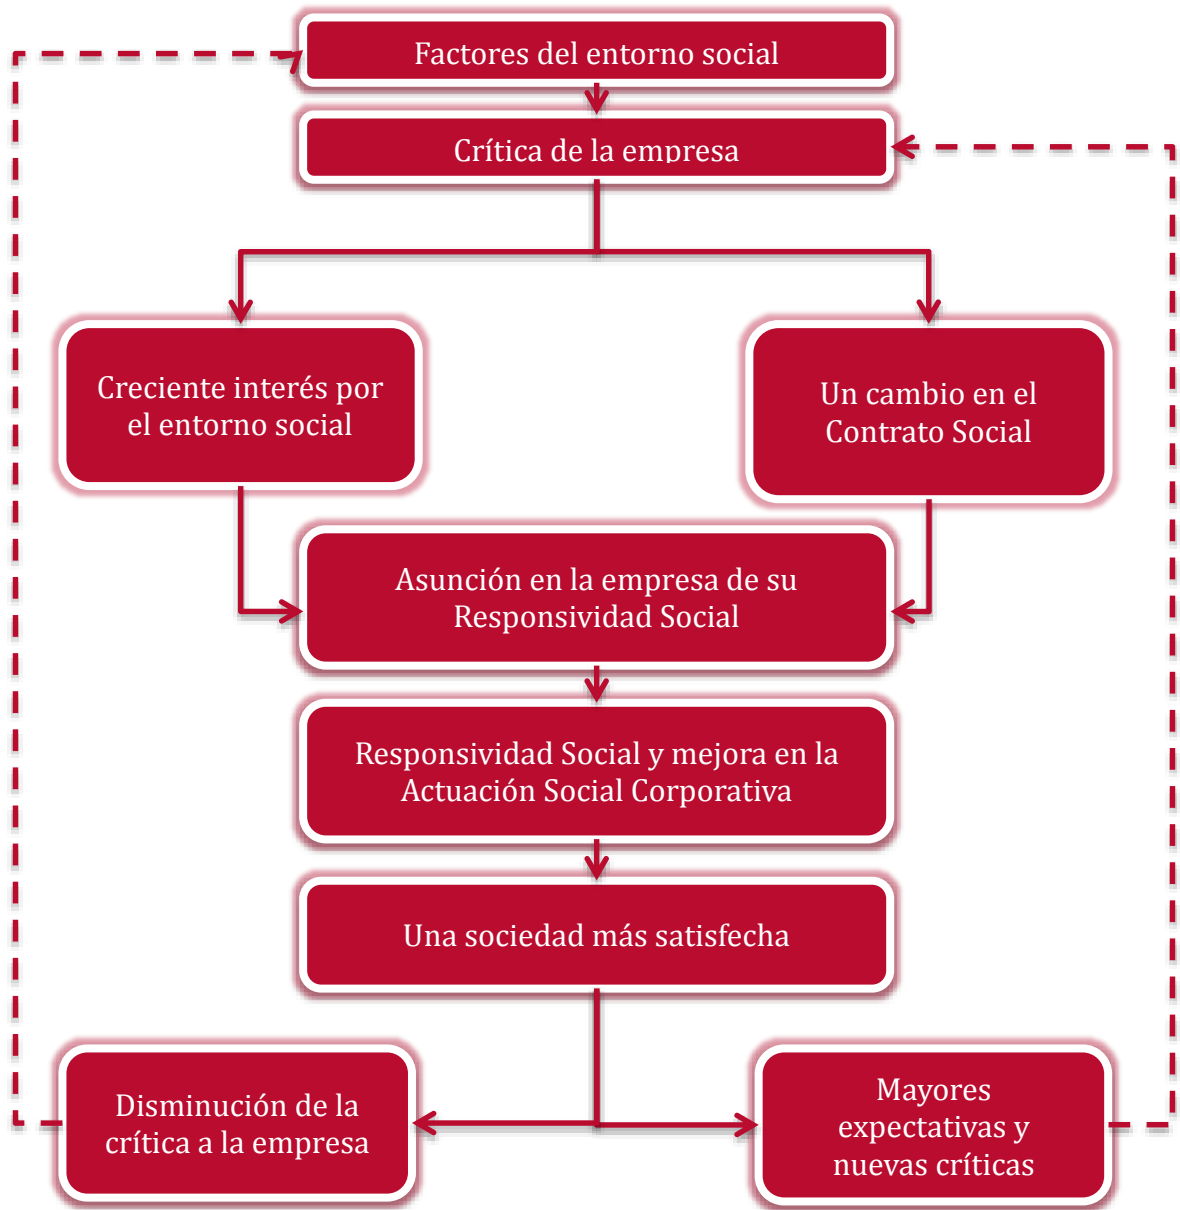 Factores del entorno social
Crítica de la empresa
Creciente interés por
el entorno social
Un cambio en el
Contrato Social
Asunción en la empresa de su
Responsividad Social
Responsividad Social y mejora en la
Actuación Social Corporativa
Una sociedad más satisfecha
Disminución de la
crítica a la empresa
Mayores
expectativas y
nuevas críticas